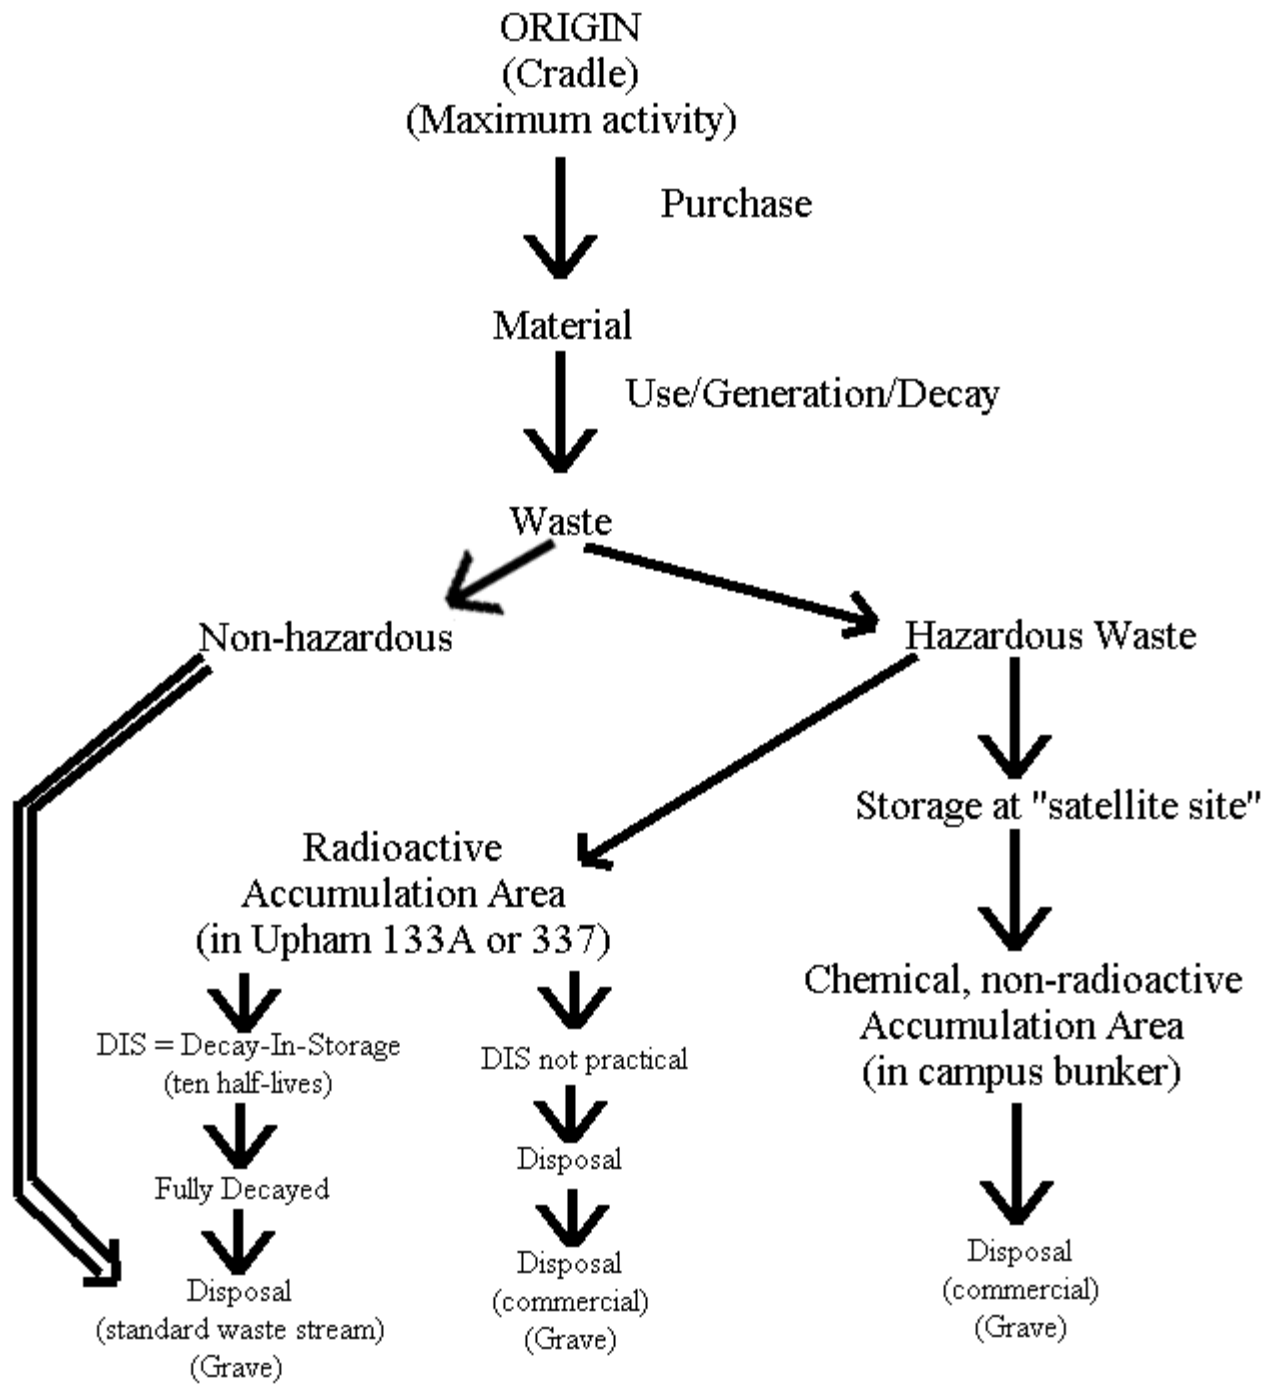 ORIGIN
(Cradle)
(Maximum activity)
Purchase
Material
Use/Generation/Decay
Waste
Non-hazardous
Hazardous Waste
Storage at "satellite site"
Radioactive
Accumulation Area
(in Upham 133A or 337)
Chemical, non-radioactive
Accumulation Area
(in campus bunker)
DIS = Decay-In-Storage
(ten half-lives)
DIS not practical
Fully Decayed
Disposal
Disposal
(standard waste stream)
(Grave)
Disposal
(commercial)
(Grave)
Disposal
(commercial)
(Grave)